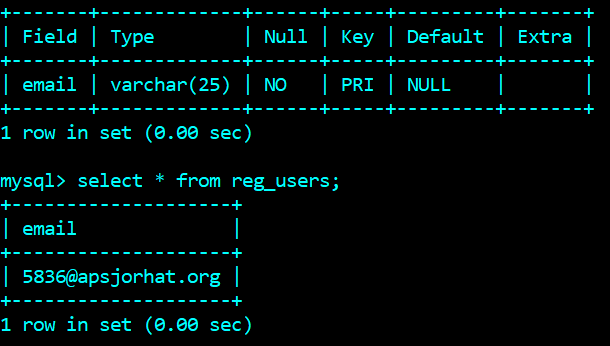 +-------+-------------+------+-----+---------+-------+
| Field | Type        | Null | Key | Default | Extra |
+-------+-------------+------+-----+---------+-------+
| email | varchar(25) | NO   | PRI | NULL    |       |
+-------+-------------+------+-----+---------+-------+
1 row in set (0.00 sec)
mysql> select * from reg_users;
+--------------------+
| email              |
+--------------------+
| 5836@apsjorhat.org |
+--------------------+
1 row in set (0.00 sec)